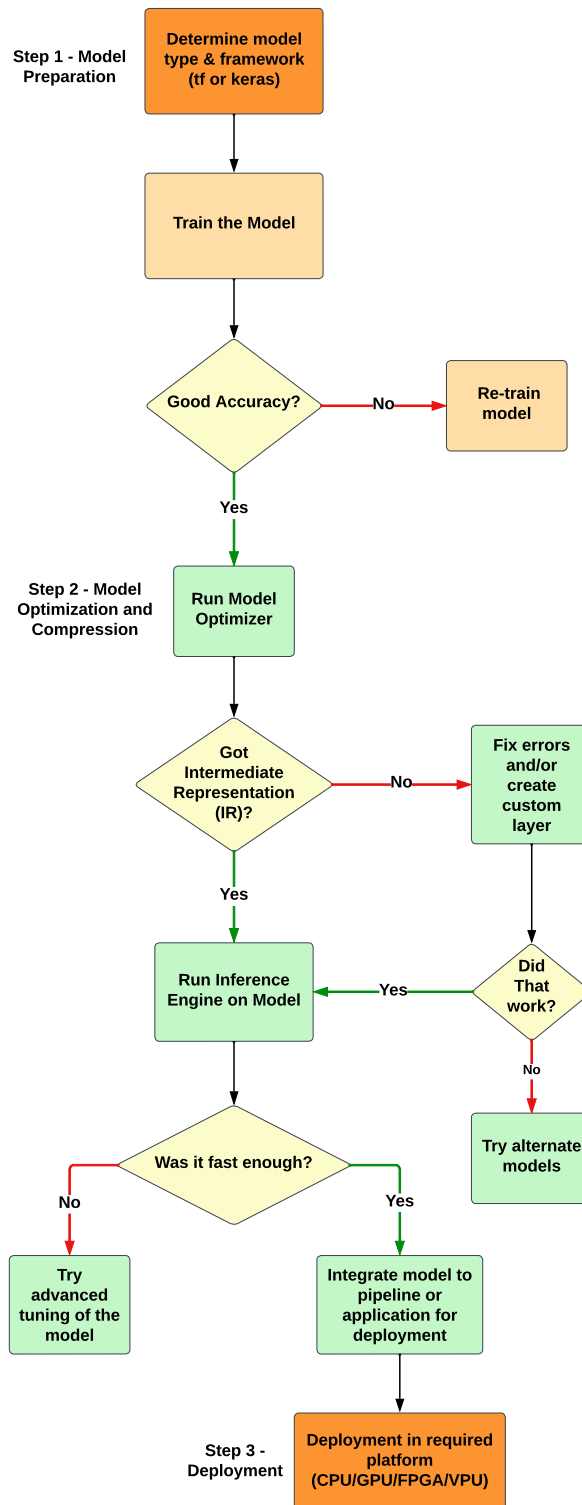 Step 1 - Model
Preparation
Determine model
type & framework
(tf or keras)
Train the Model
Good Accuracy?
No
Re-train
model
Yes
Step 2 - Model
Optimization and
Compression
Run Model
Optimizer
Got
Intermediate
Representation
(IR)?
No
Fix errors
and/or
create
custom
layer
Yes
Run Inference
Engine on Model
Yes
Did
That
work?
No
Try alternate
models
Was it fast enough?
No
Yes
Try
advanced
tuning of the
model
Integrate model to
pipeline or
application for
deployment
Step 3 -
Deployment
Deployment in required
platform
(CPU/GPU/FPGA/VPU)